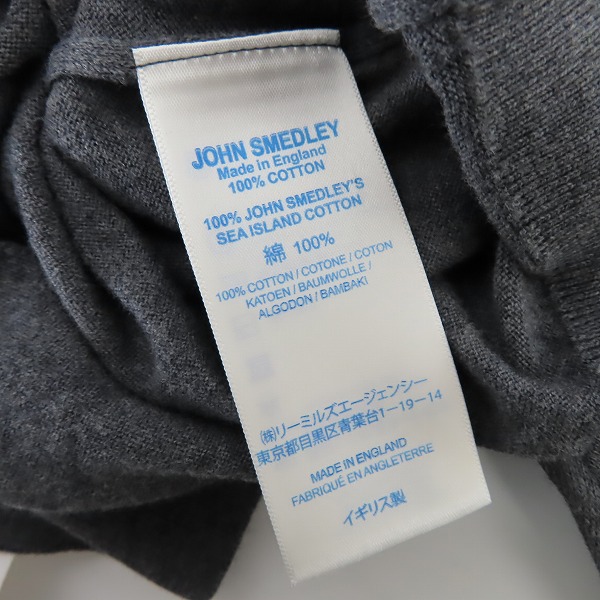 JOHN SMEDLEY
Made in England
100% COTTON
100% JOHN SMEDLEY'S
SEA ISLAND COTTON
綿 100%
100% COTTON / COTONE / COTON
KATOEN / BAUMWOLLE /
ALGODON / BAMBAKI
㈱リーミルズエージェンシー
東京都目黒区青葉台1-19-14
MADE IN ENGLAND
FABRIQUÉ EN ANGLETERRE
イギリス製